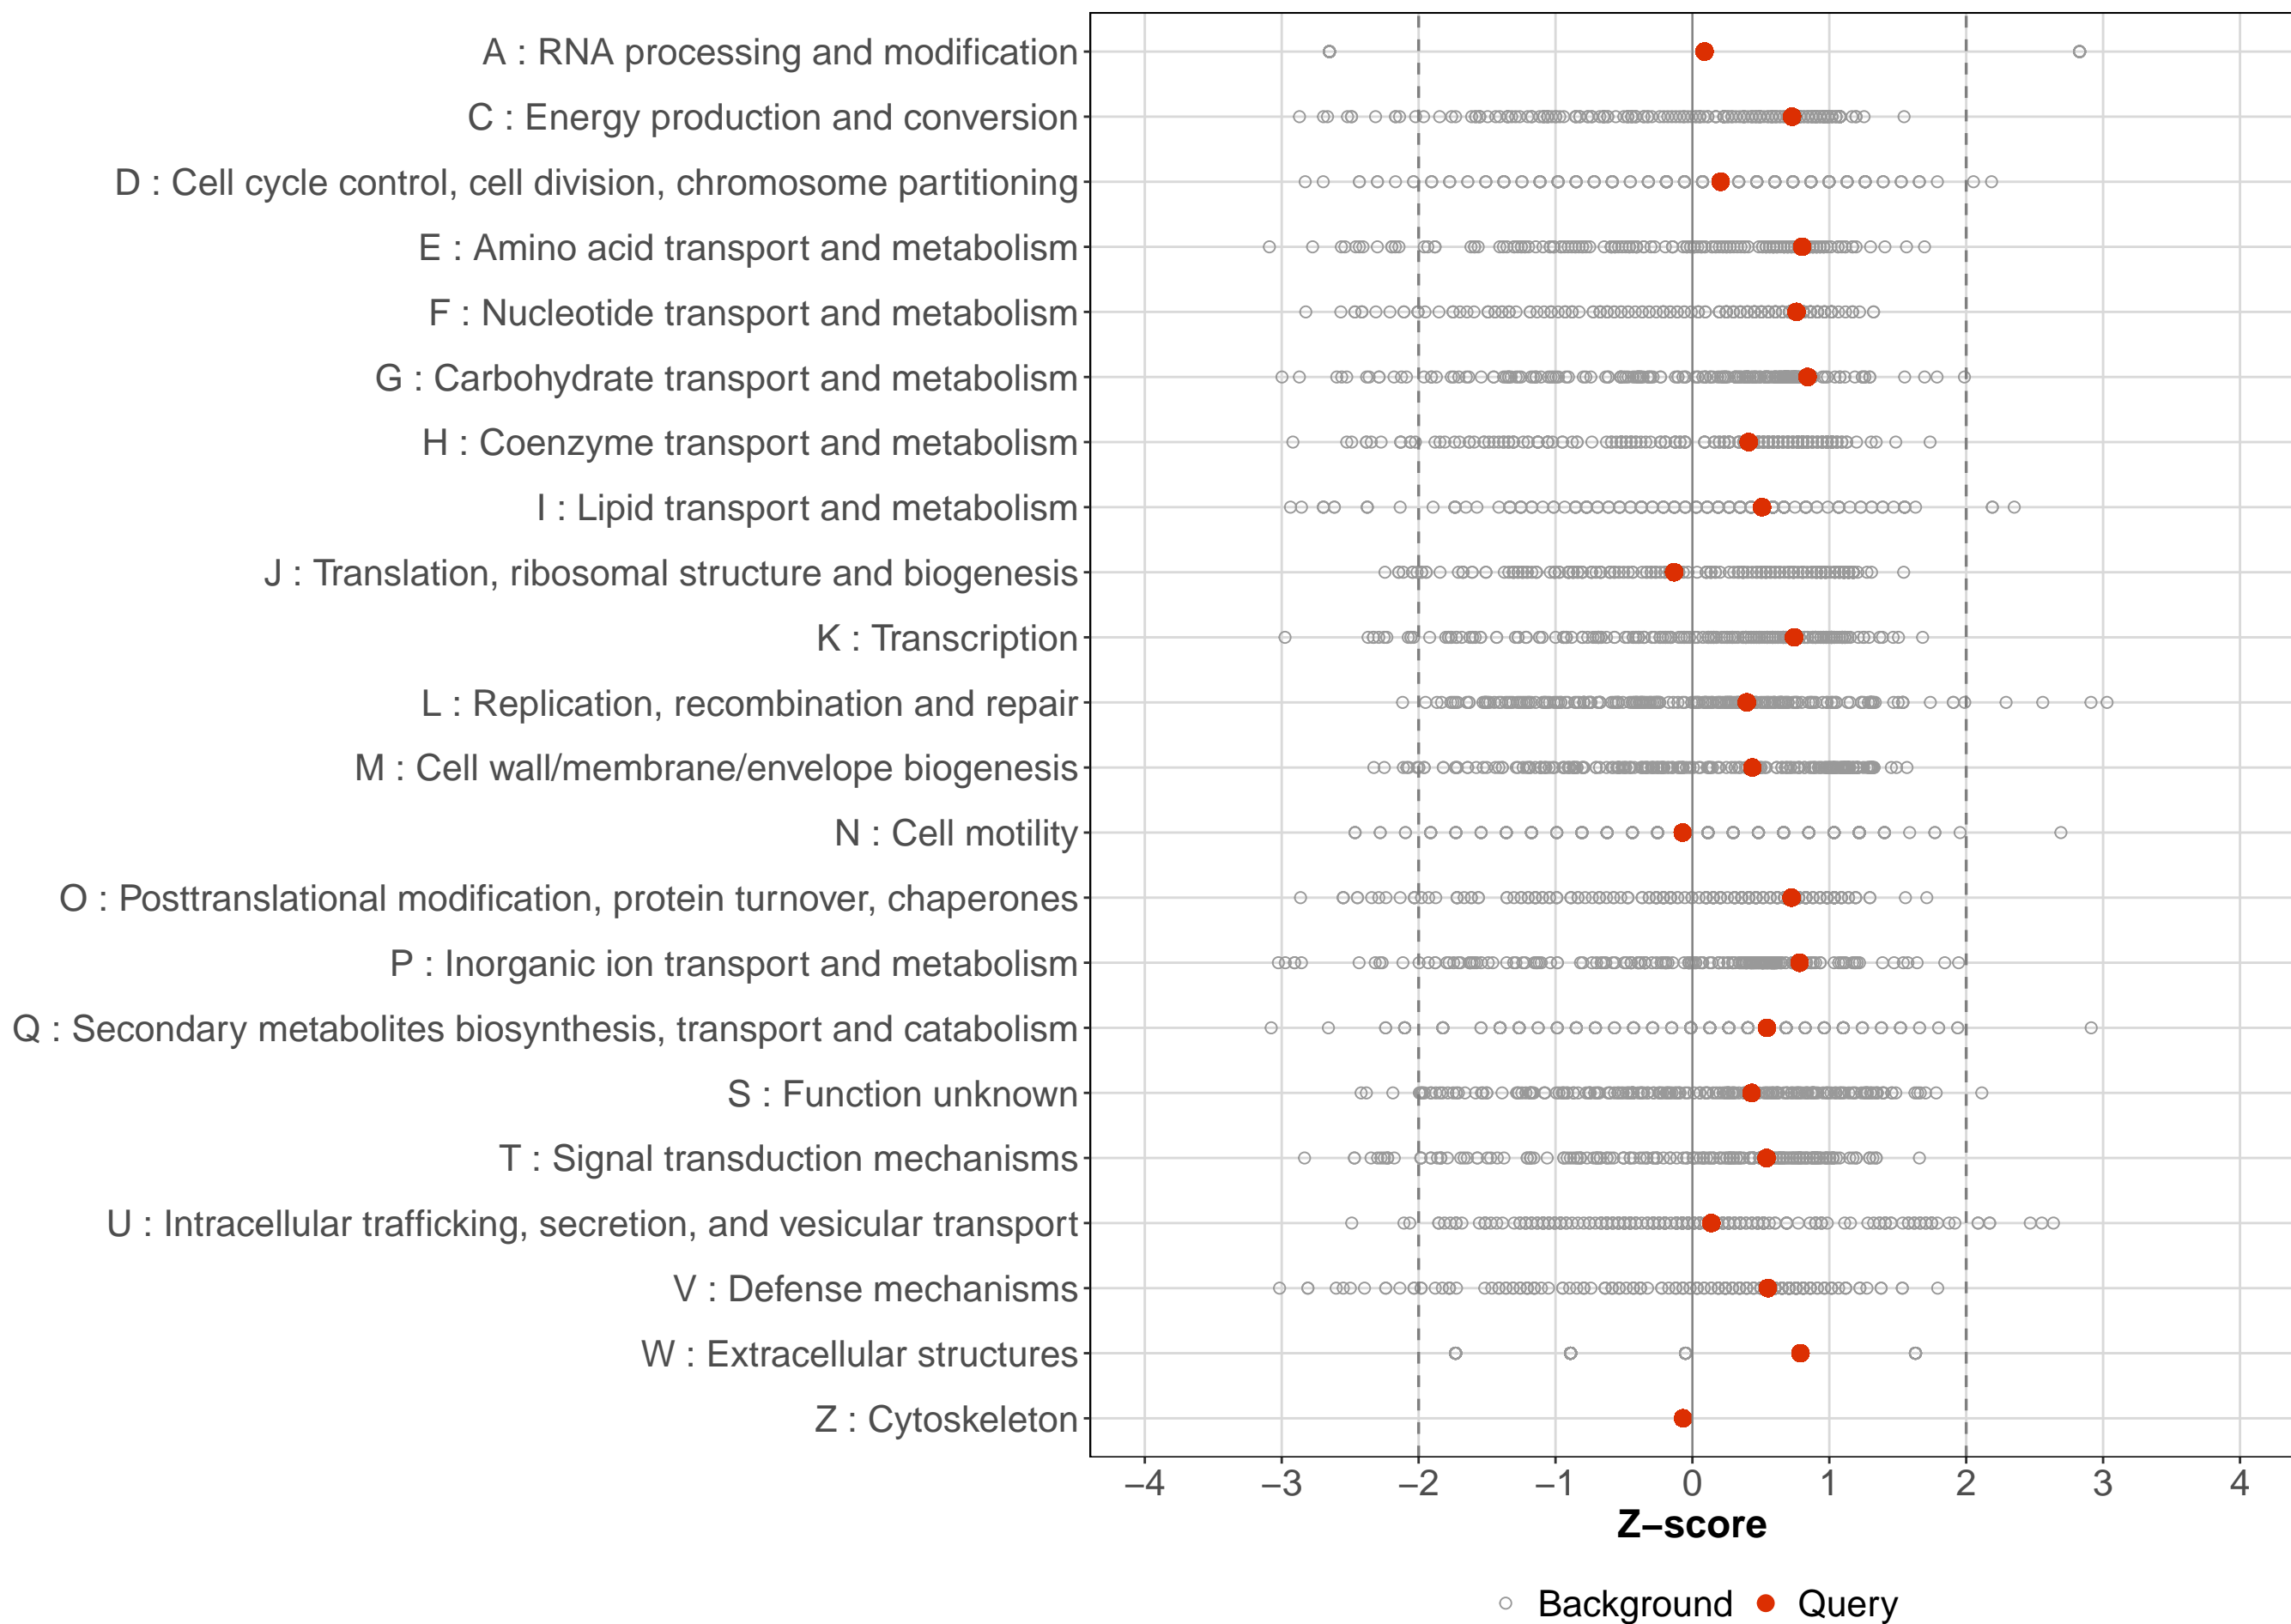 A : RNA processing and modification
C : Energy production and conversion
D : Cell cycle control, cell division, chromosome partitioning
E : Amino acid transport and metabolism
F : Nucleotide transport and metabolism
G : Carbohydrate transport and metabolism
H : Coenzyme transport and metabolism
I : Lipid transport and metabolism
J : Translation, ribosomal structure and biogenesis
K : Transcription
L : Replication, recombination and repair
M : Cell wall/membrane/envelope biogenesis
N : Cell motility
O : Posttranslational modification, protein turnover, chaperones
P : Inorganic ion transport and metabolism
Q : Secondary metabolites biosynthesis, transport and catabolism
S : Function unknown
T : Signal transduction mechanisms
U : Intracellular trafficking, secretion, and vesicular transport
V : Defense mechanisms
W : Extracellular structures
Z : Cytoskeleton
−4 −3 −2 −1 0 1 2 3 4
Z−score
Background Query